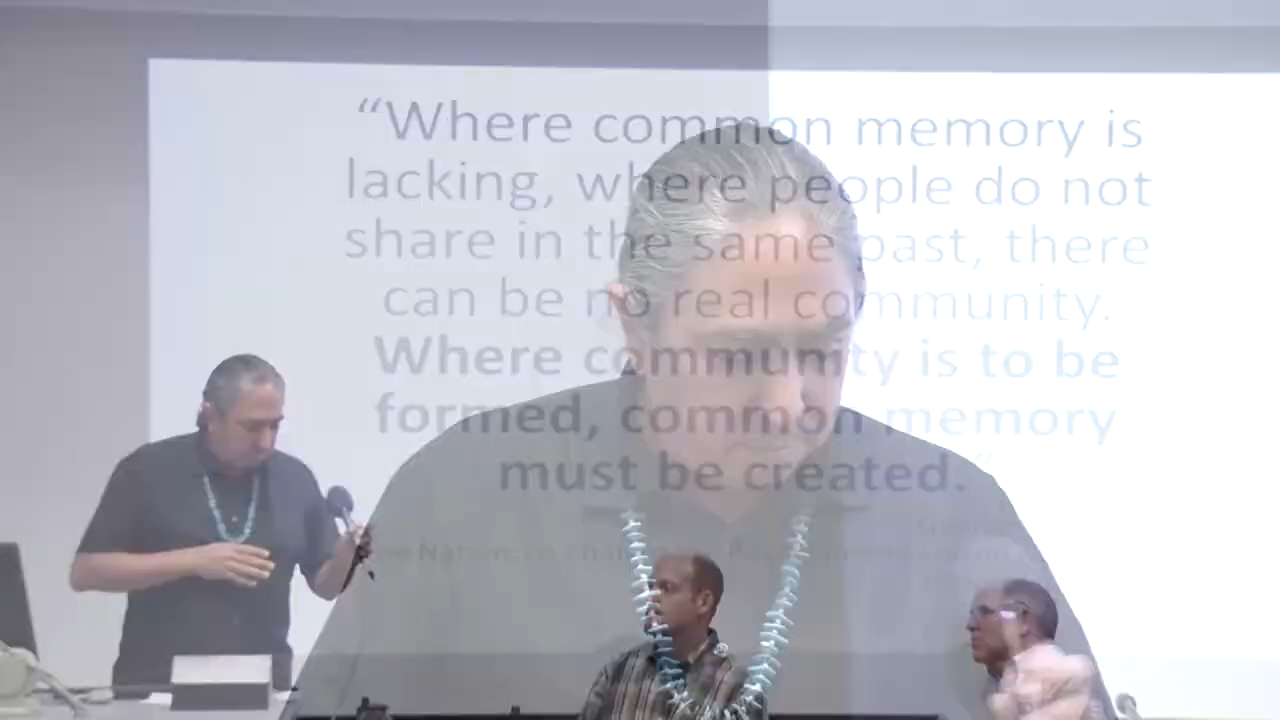 “Where common memory is
lacking, where people do not
share in the same past, there
can be no real community.
Where community is to be
formed, common memory
must be created.”